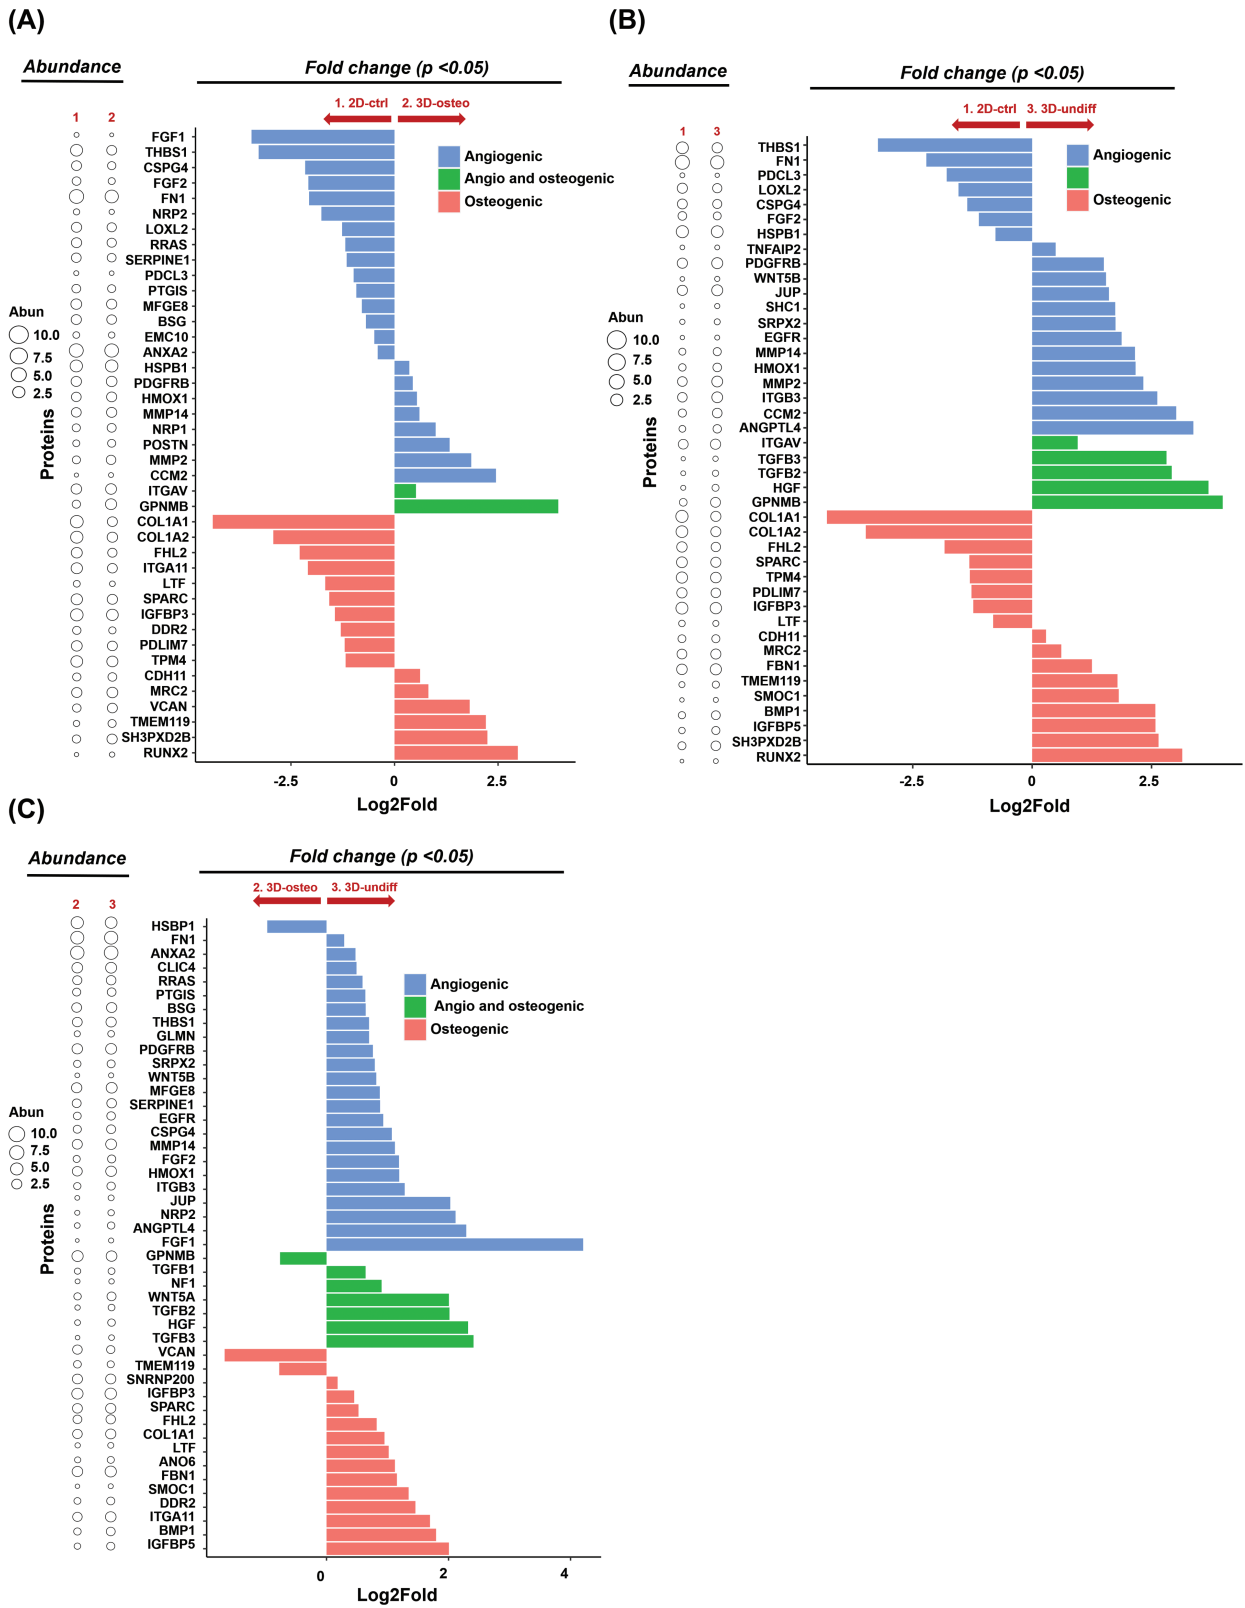 (A)
Abundance
Fold change (p <0.05)
1. 2D-ctrl
2. 3D-osteo
1
2
FGF1
THBS1
CSPG4
FGF2
FN1
NRP2
LOXL2
RRAS
SERPINE1
PDCL3
PTGIS
MFGE8
BSG
EMC10
ANXA2
HSPB1
PDGFRB
HMOX1
MMP14
NRP1
POSTN
MMP2
CCM2
ITGAV
GPNMB
COL1A1
COL1A2
FHL2
ITGA11
LTF
SPARC
IGFBP3
DDR2
PDLIM7
TPM4
CDH11
MRC2
VCAN
TMEM119
SH3PXD2B
RUNX2
Angiogenic
Angio and osteogenic
Osteogenic
Abun
10.0
7.5
5.0
2.5
Proteins
-2.5
0
2.5
Log2Fold
(B)
Abundance
Fold change (p <0.05)
1. 2D-ctrl
3. 3D-undiff
1
3
THBS1
FN1
PDCL3
LOXL2
CSPG4
FGF2
HSPB1
TNFAIP2
PDGFRB
WNT5B
JUP
SHC1
SRPX2
EGFR
MMP14
HMOX1
MMP2
ITGB3
CCM2
ANGPTL4
ITGAV
TGFB3
TGFB2
HGF
GPNMB
COL1A1
COL1A2
FHL2
SPARC
TPM4
PDLIM7
IGFBP3
LTF
CDH11
MRC2
FBN1
TMEM119
SMOC1
BMP1
IGFBP5
SH3PXD2B
RUNX2
Angiogenic
Osteogenic
Abun
10.0
7.5
5.0
2.5
Proteins
-2.5
0
2.5
Log2Fold
(C)
Abundance
Fold change (p <0.05)
2. 3D-osteo
3. 3D-undiff
2
3
HSBP1
FN1
ANXA2
CLIC4
RRAS
PTGIS
BSG
THBS1
GLMN
PDGFRB
SRPX2
WNT5B
MFGE8
SERPINE1
EGFR
CSPG4
MMP14
FGF2
HMOX1
ITGB3
JUP
NRP2
ANGPTL4
FGF1
GPNMB
TGFB1
NF1
WNT5A
TGFB2
HGF
TGFB3
VCAN
TMEM119
SNRNP200
IGFBP3
SPARC
FHL2
COL1A1
LTF
ANO6
FBN1
SMOC1
DDR2
ITGA11
BMP1
IGFBP5
Angiogenic
Angio and osteogenic
Osteogenic
Abun
10.0
7.5
5.0
2.5
Proteins
0
2
4
Log2Fold